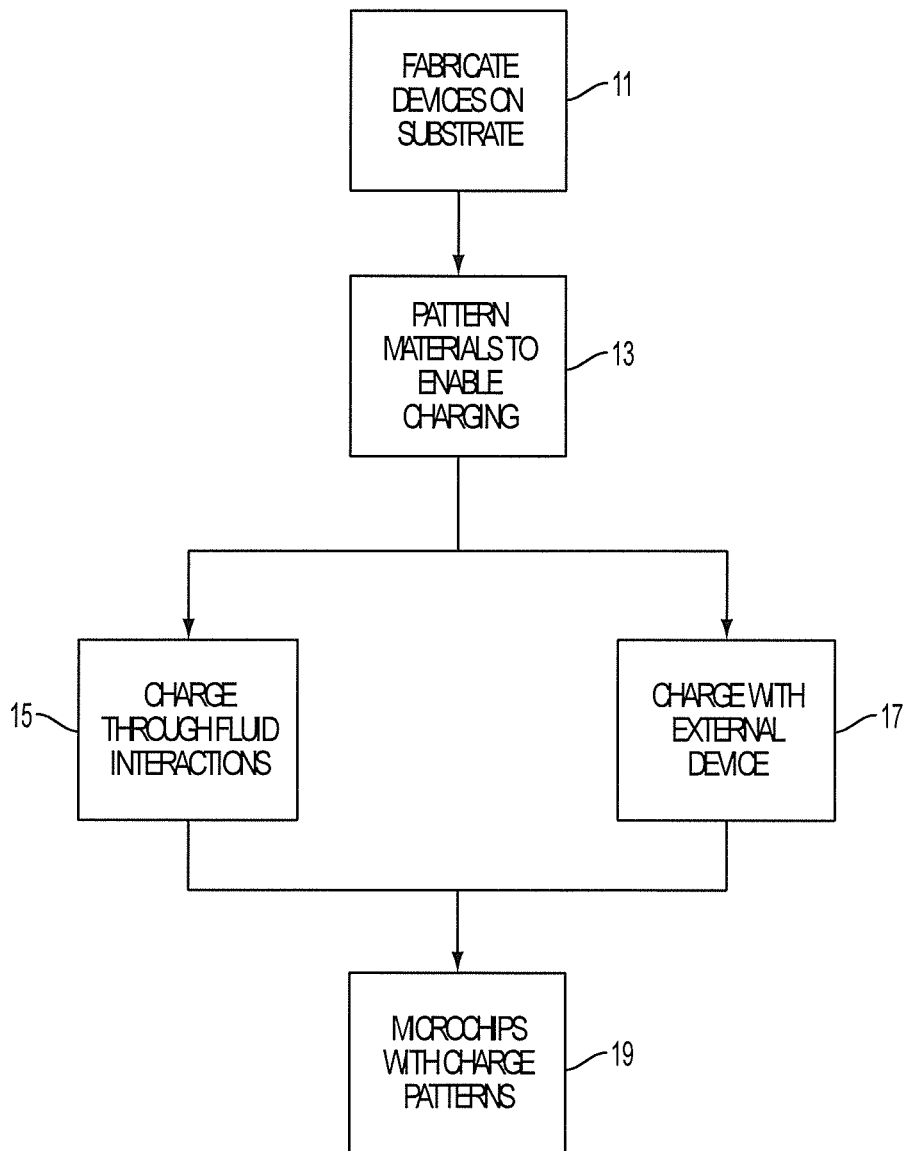 FABRICATE
DEVICES ON
SUBSTRATE
11
PATTERN
MATERIALS TO
ENABLE
CHARGING
13
15
CHARGE
THROUGH FLUID
INTERACTIONS
CHARGE WITH
EXTERNAL
DEVICE
17
MICROCHIPS
WITH CHARGE
PATTERNS
19